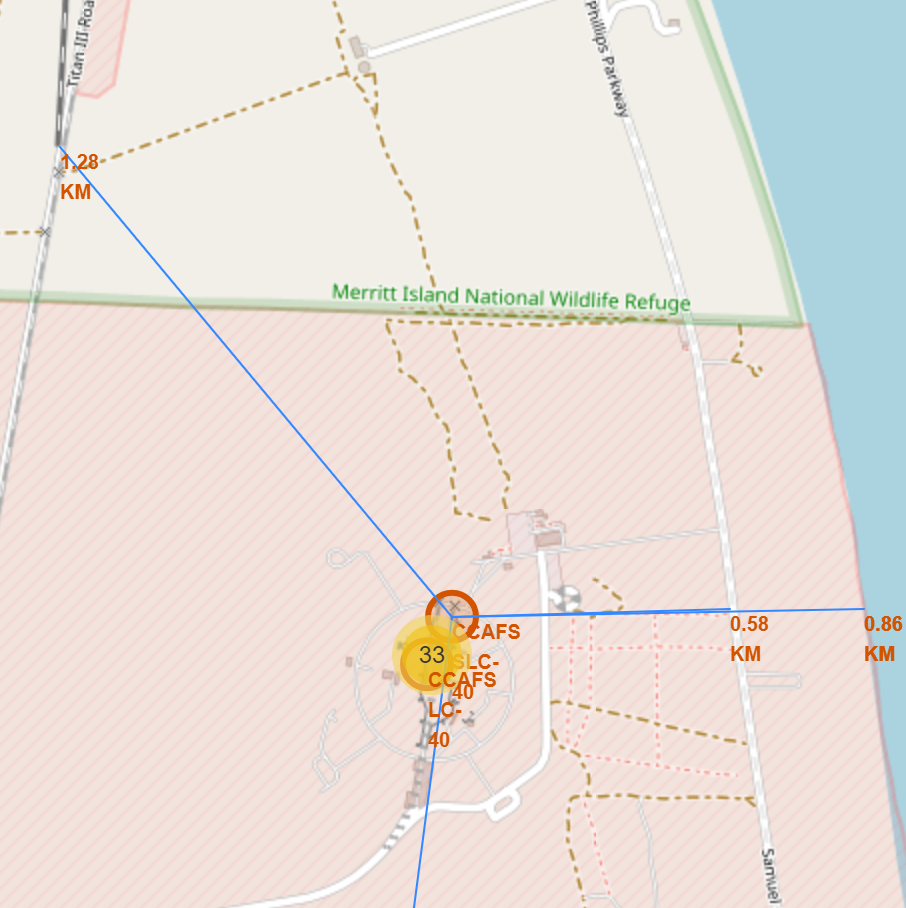 Titan III Roa
Phillips Parkway
1.28
KM
Merritt Island National Wildlife Refuge
CCAFS
SLC-
40
33
CCAFS
LC-
40
0.58
KM
0.86
KM
Samuel